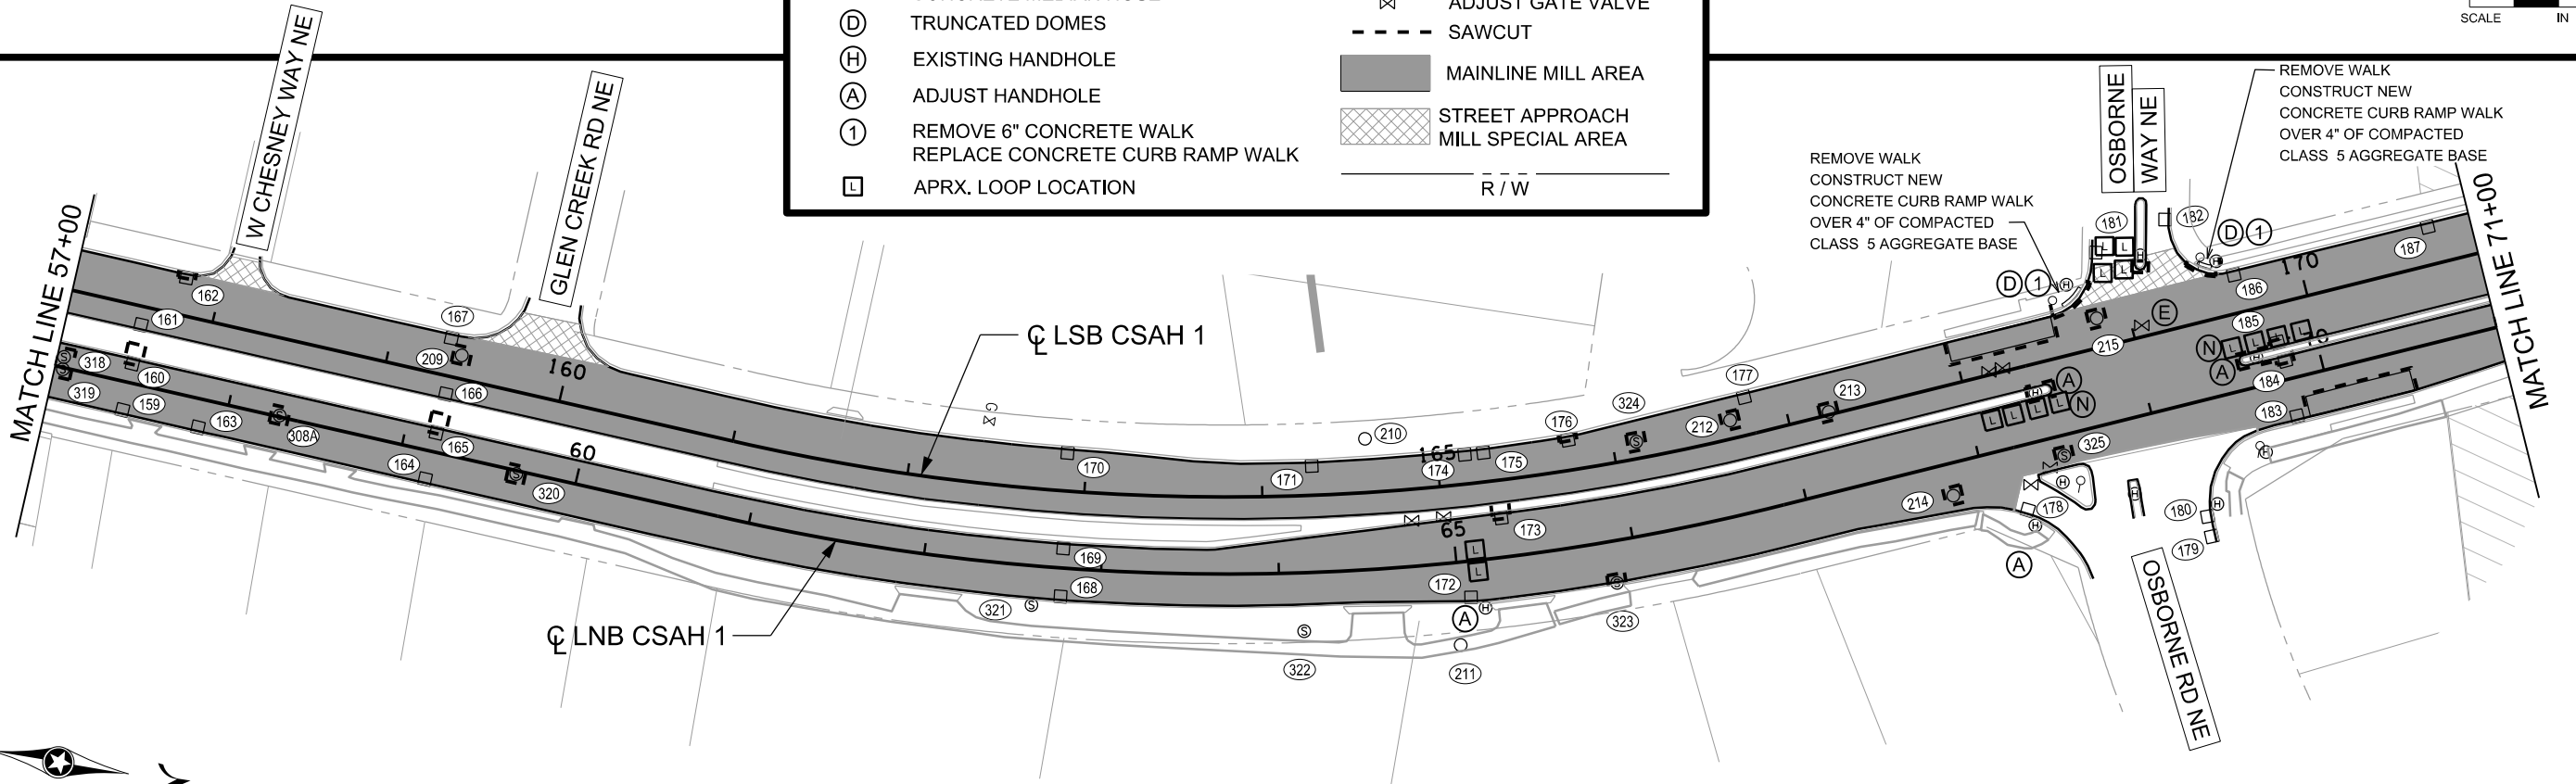 TRUNCATED DOMES
D
EXISTING HANDHOLE
H
ADJUST HANDHOLE
A
REMOVE 6" CONCRETE WALK
REPLACE CONCRETE CURB RAMP WALK
1
APRX. LOOP LOCATION
L
ADJUST GATE VALVE
SAWCUT
MAINLINE MILL AREA
STREET APPROACH
MILL SPECIAL AREA
R / W
SCALE IN
W CHESNEY WAY NE
GLEN CREEK RD NE
OSBORNE
WAY NE
REMOVE WALK
CONSTRUCT NEW
CONCRETE CURB RAMP WALK
OVER 4" OF COMPACTED
CLASS 5 AGGREGATE BASE
REMOVE WALK
CONSTRUCT NEW
CONCRETE CURB RAMP WALK
OVER 4" OF COMPACTED
CLASS 5 AGGREGATE BASE
MATCH LINE 57+00
MATCH LINE 71+00
OSBORNE RD NE
℄ LSB CSAH 1
℄ LNB CSAH 1
162
161
167
209
318
160
319
159
163
308A
166
165
164
320
160
60
170
171
210
165
174
175
176
324
177
212
213
169
168
321
322
65
172
173
A
H
211
323
D 1
H
181
L L
L L
H
182
D 1
H
187
170
186
E
215
185
N
L L L L
A
H
70
184
183
A
H
N
L L L L
325
214
178
H
H
A
H
180
H
179
H
G
S
S
S
S
S
S
S
S
S
L
L